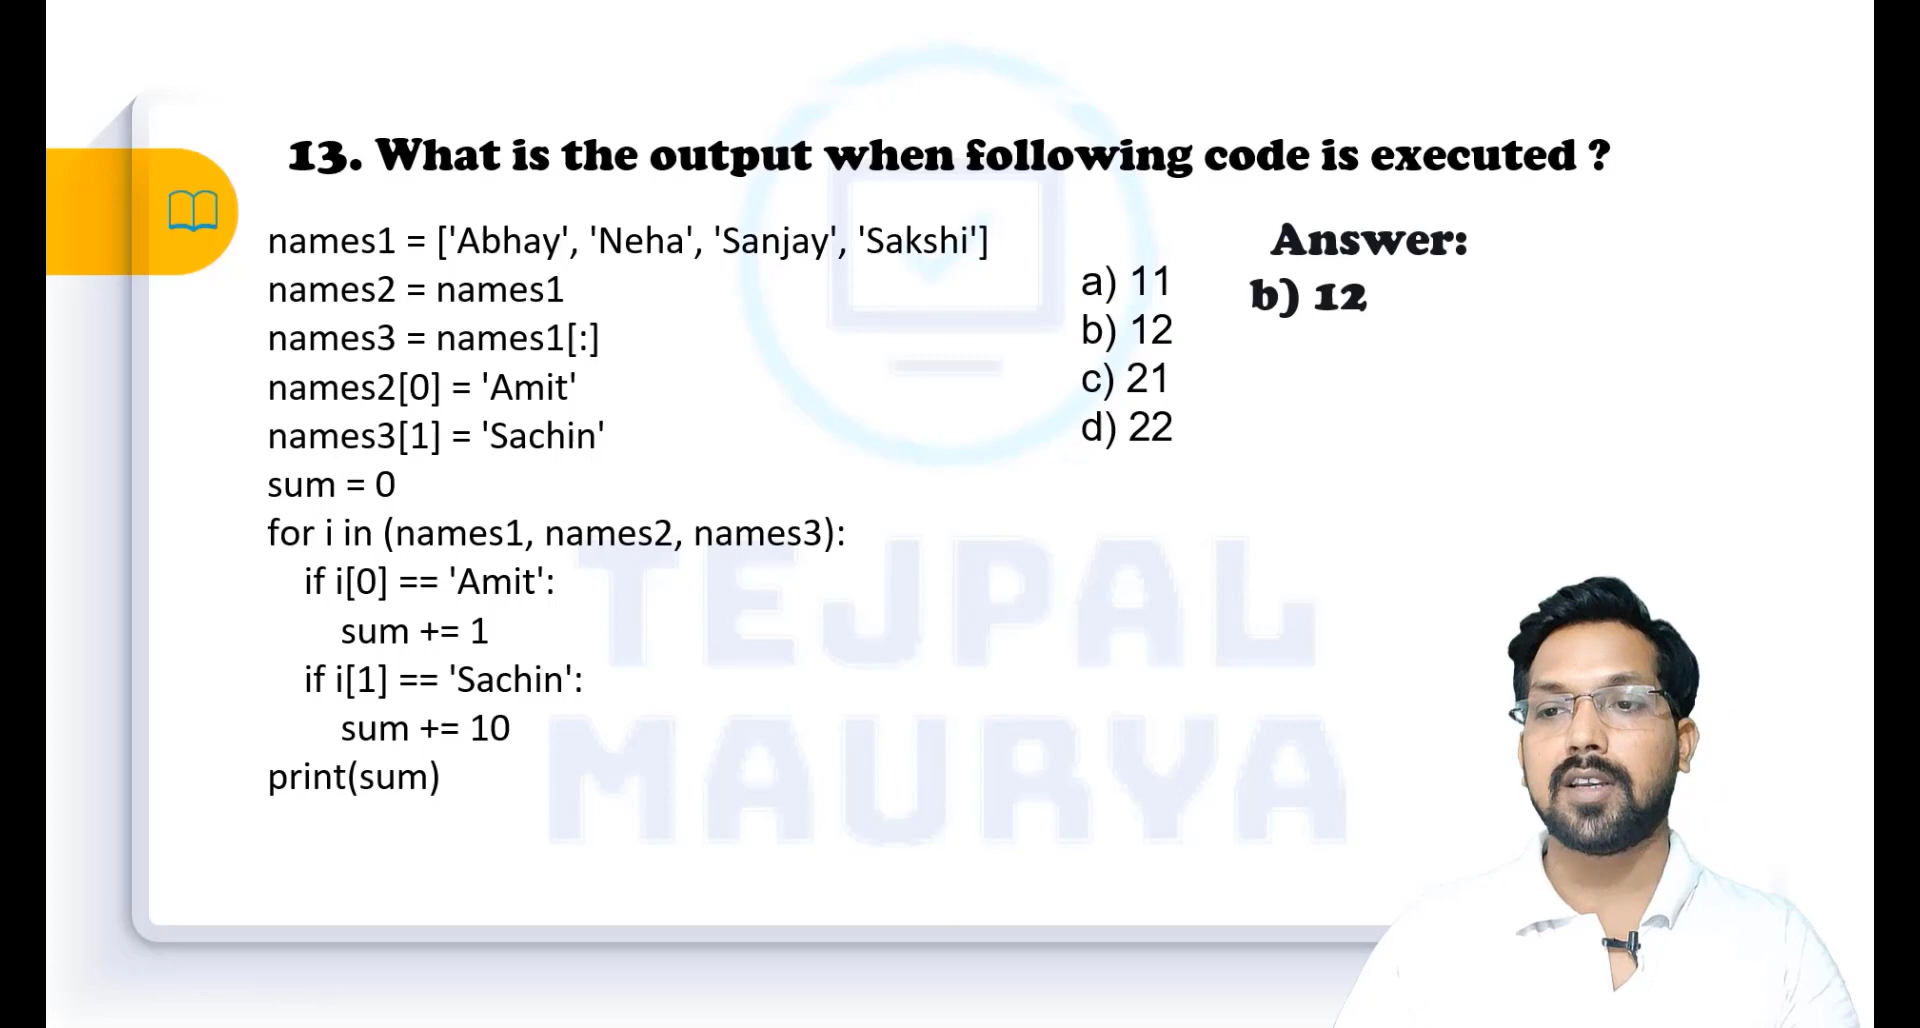 13. What is the output when following code is executed ?
names1 = ['Abhay', 'Neha', 'Sanjay', 'Sakshi']
names2 = names1
names3 = names1[:]
names2[0] = 'Amit'
names3[1] = 'Sachin'
sum = 0
for i in (names1, names2, names3):
if i[0] == 'Amit':
sum += 1
if i[1] == 'Sachin':
sum += 10
print(sum)
a) 11
b) 12
c) 21
d) 22
Answer:
b) 12
TEJPAL
MAURYA